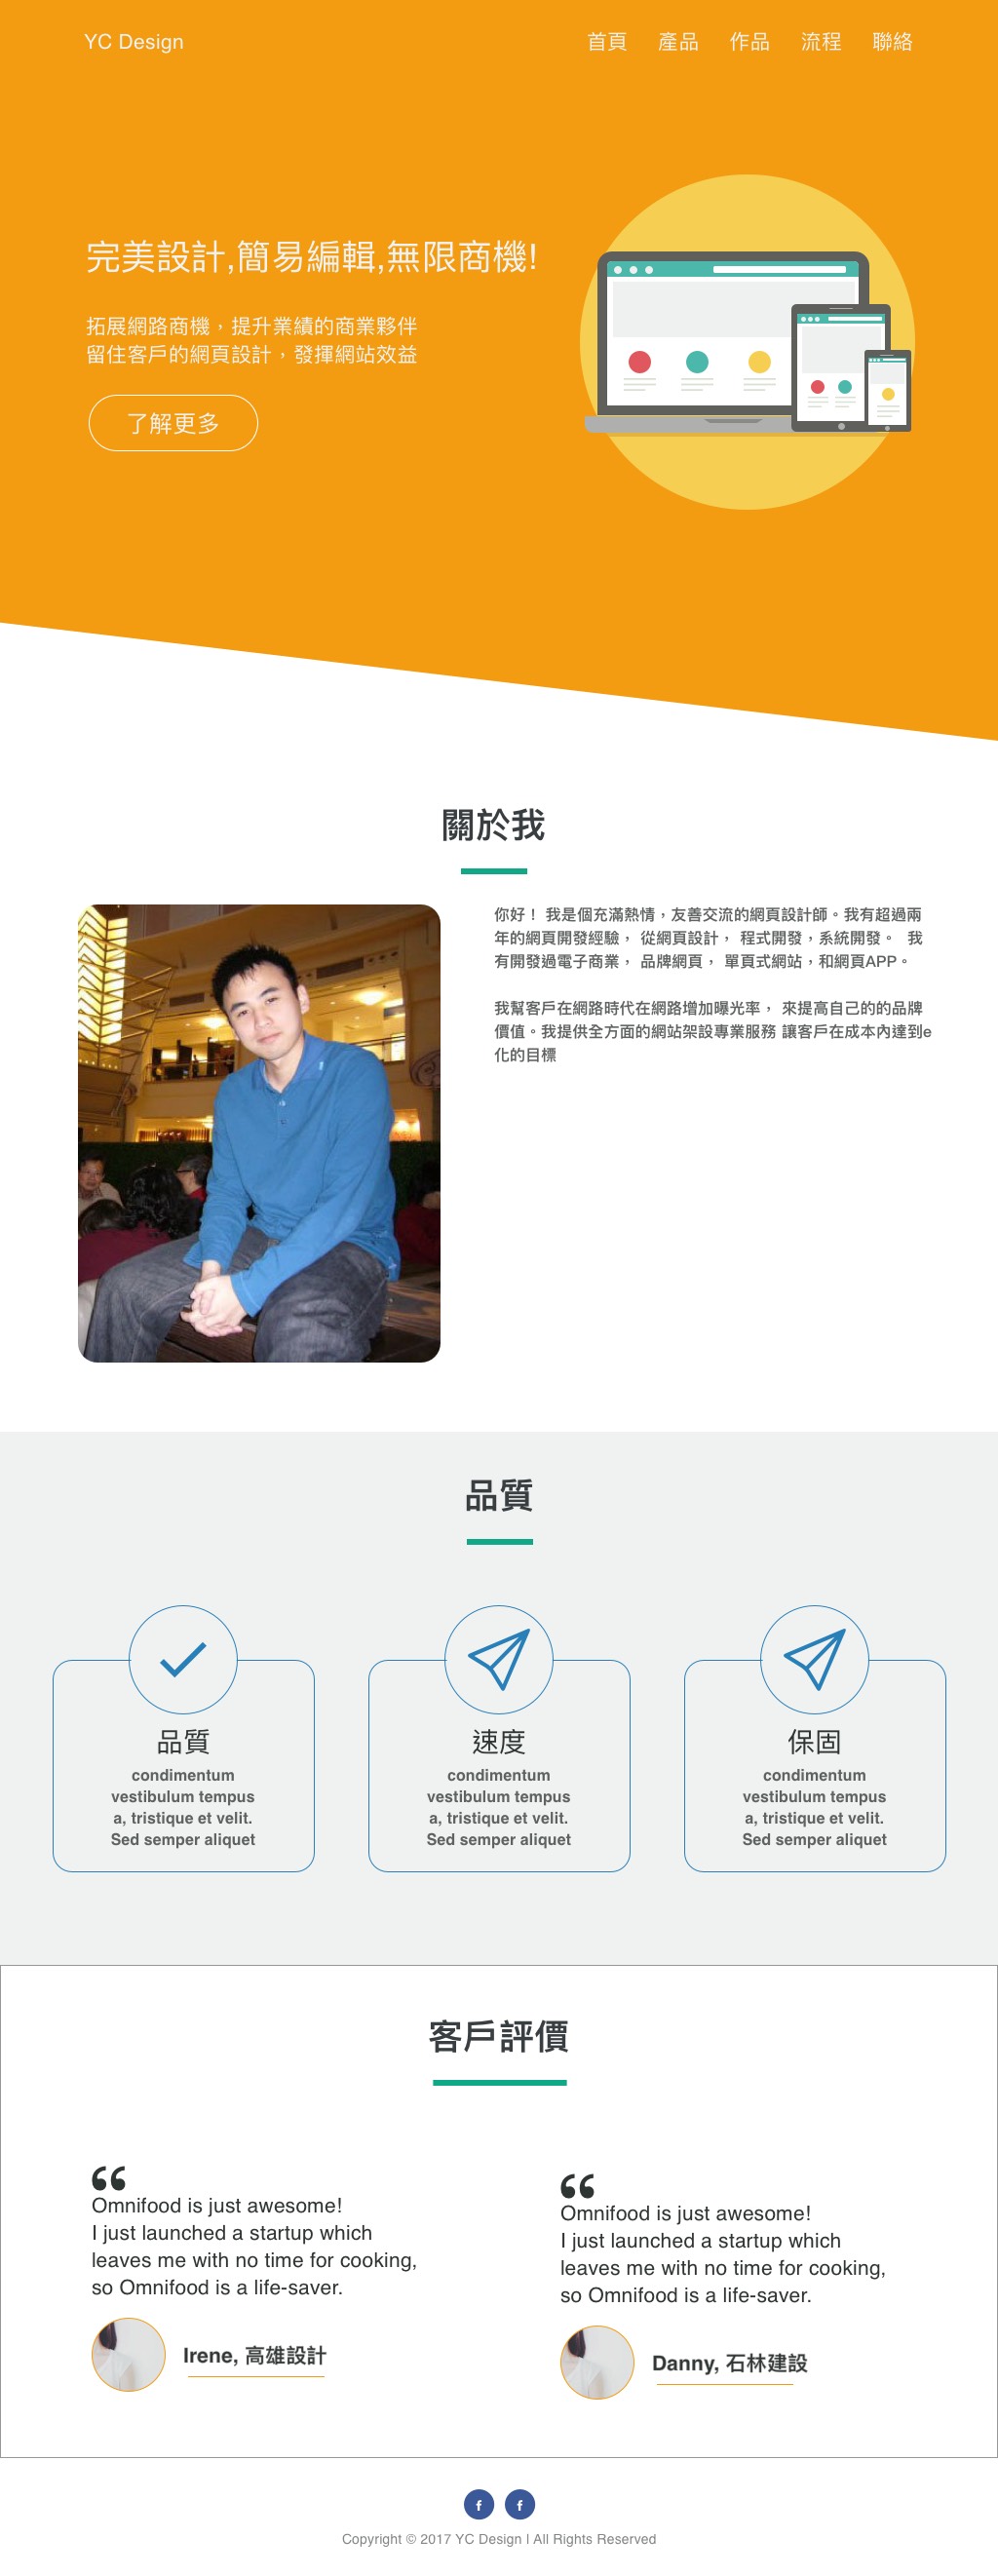 YC Design
首頁 產品 作品 流程 聯絡
完美設計,簡易編輯,無限商機!
拓展網路商機，提升業績的商業夥伴
留住客戶的網頁設計，發揮網站效益
了解更多
關於我
你好！ 我是個充滿熱情，友善交流的網頁設計師。我有超過兩
年的網頁開發經驗， 從網頁設計， 程式開發，系統開發。 我
有開發過電子商業， 品牌網頁， 單頁式網站，和網頁APP。
我幫客戶在網路時代在網路增加曝光率， 來提高自己的的品牌
價值。我提供全方面的網站架設專業服務 讓客戶在成本內達到e
化的目標
品質
品質
condimentum
vestibulum tempus
a, tristique et velit.
Sed semper aliquet
速度
condimentum
vestibulum tempus
a, tristique et velit.
Sed semper aliquet
保固
condimentum
vestibulum tempus
a, tristique et velit.
Sed semper aliquet
客戶評價
Omnifood is just awesome!
I just launched a startup which
leaves me with no time for cooking,
so Omnifood is a life-saver.
Irene, 高雄設計
Omnifood is just awesome!
I just launched a startup which
leaves me with no time for cooking,
so Omnifood is a life-saver.
Danny, 石林建設
Copyright © 2017 YC Design | All Rights Reserved